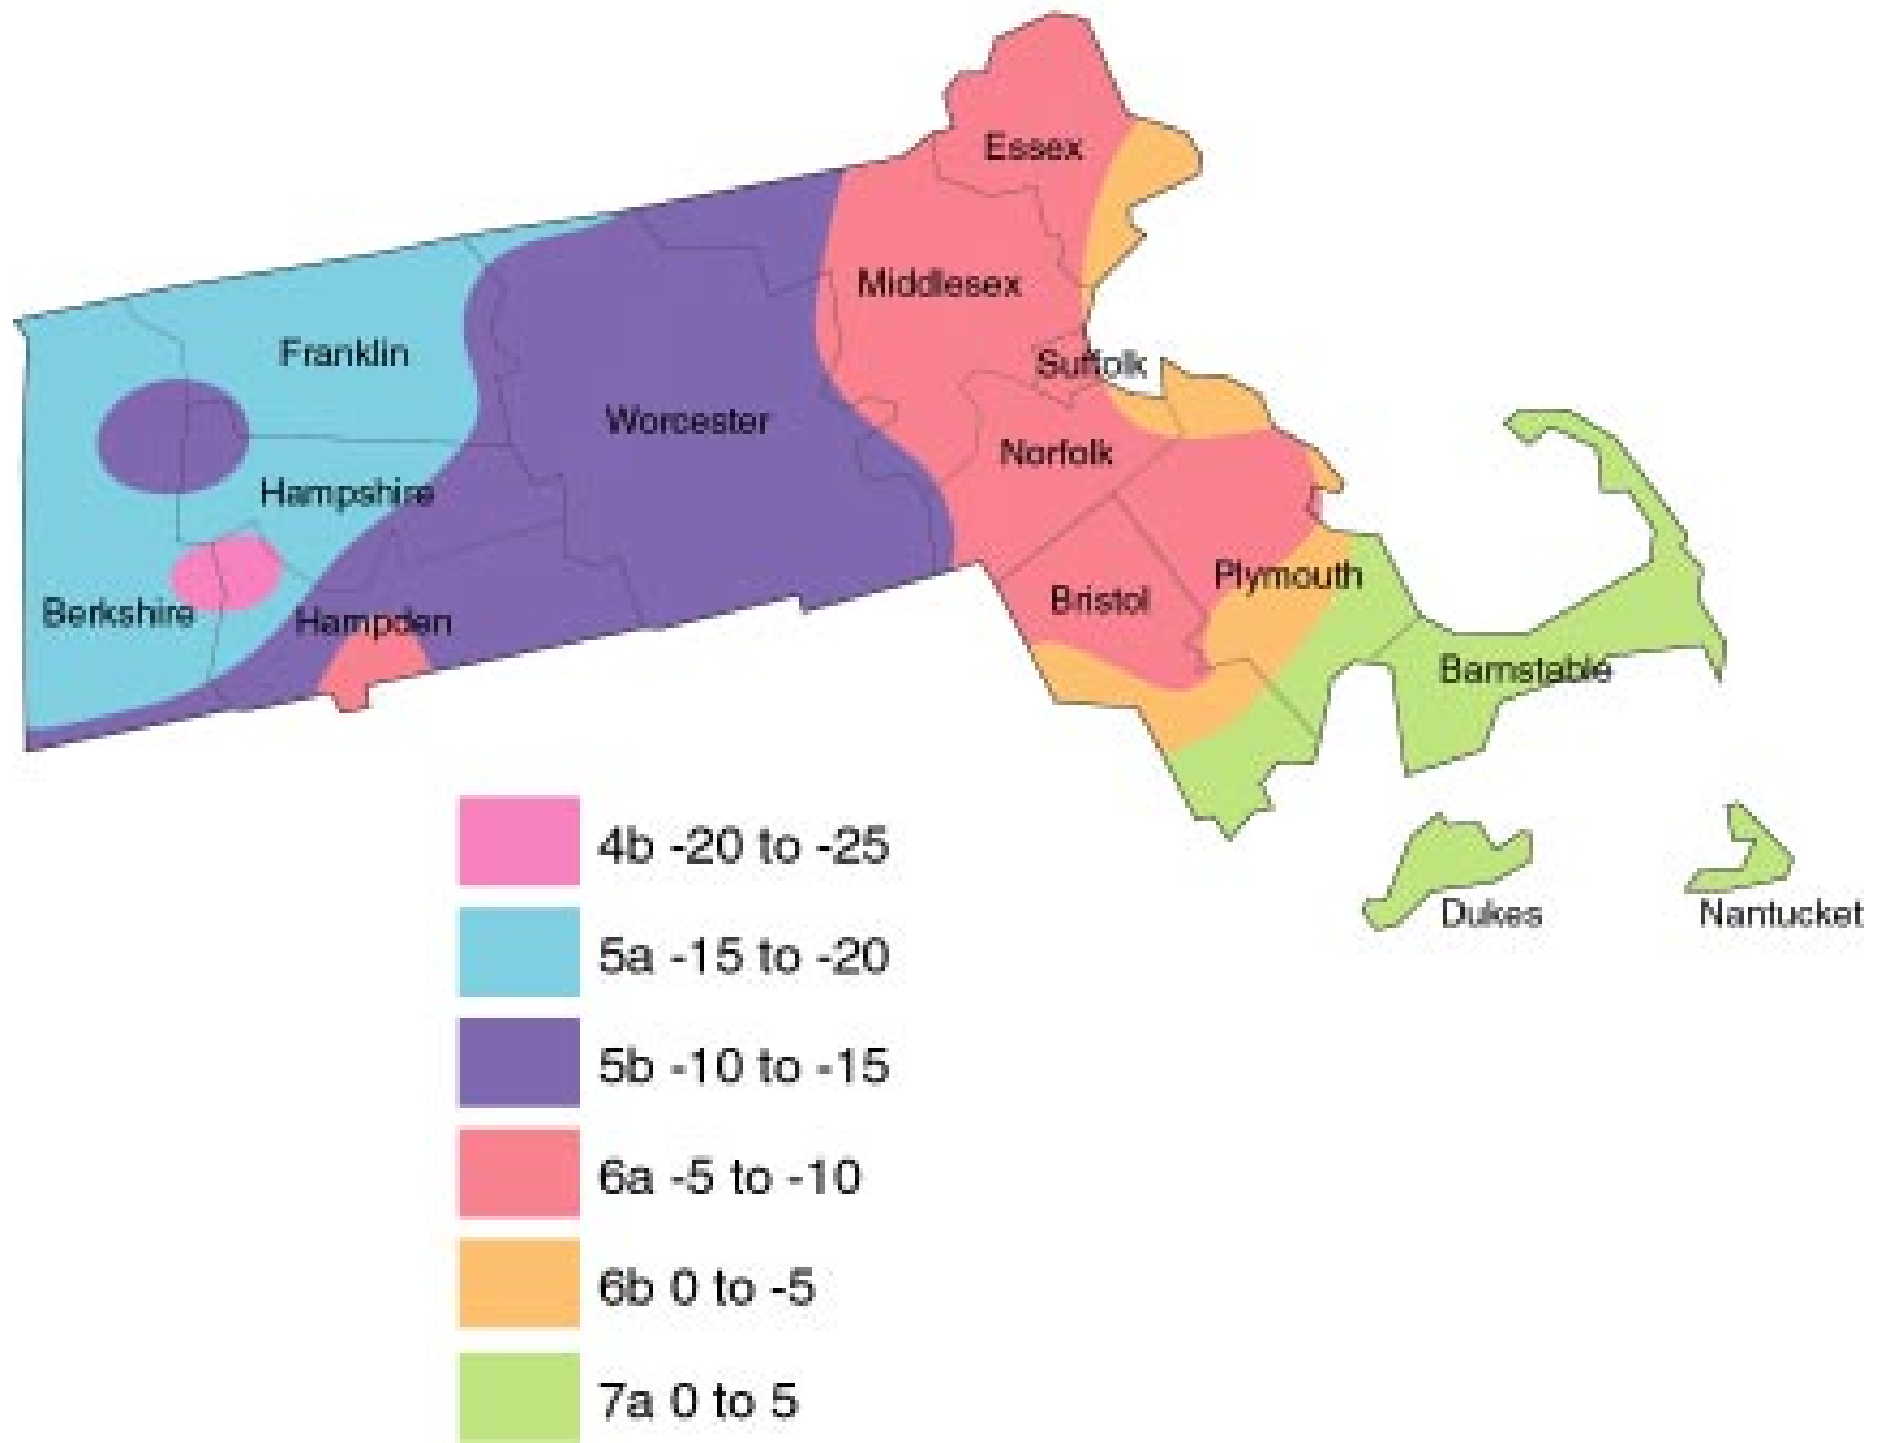 Essex
Middlesex
Franklin
Suffolk
Worcester
Norfolk
Hampshire
Plymouth
Bristol
Berkshire
Hampden
Barnstable
Dukes
Nantucket
4b -20 to -25
5a -15 to -20
5b -10 to -15
6a -5 to -10
6b 0 to -5
7a 0 to 5